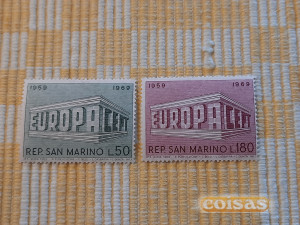 1959 1969
EUROPA CEPT
REP. SAN MARINO L.50
1959 1969
EUROPA CEPT
REP. SAN MARINO L.180
coisas